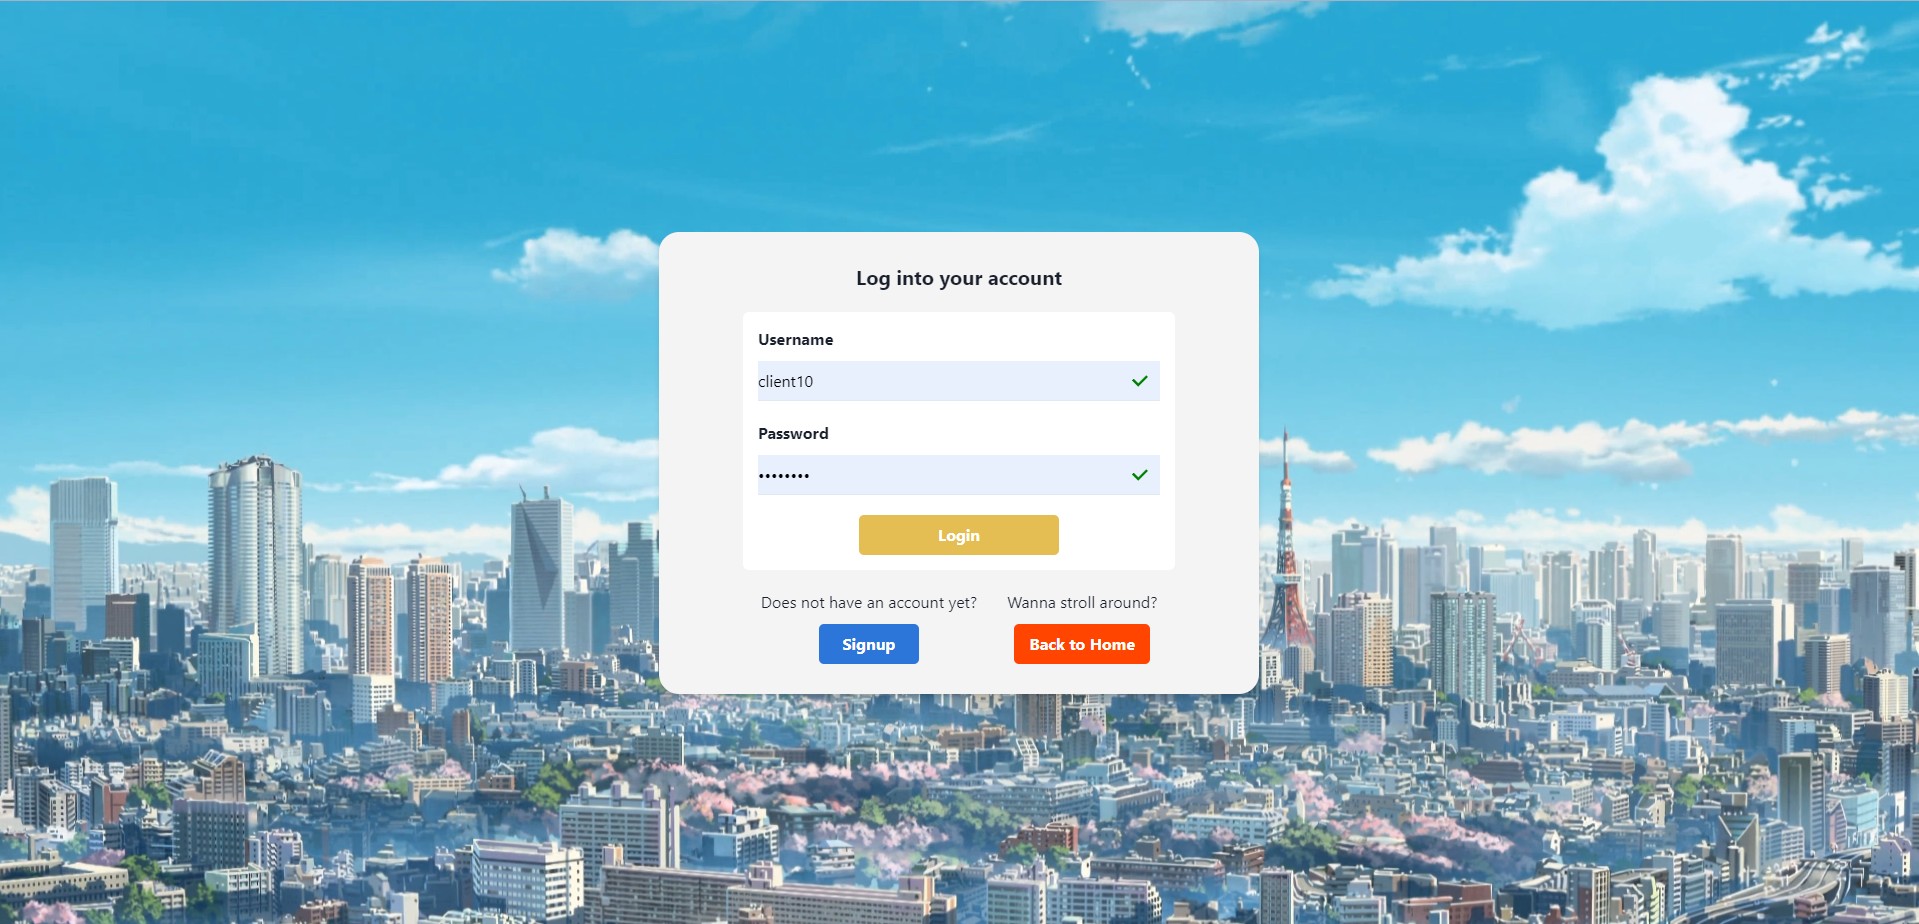 Log into your account
Username
client10
Password
••••••••
Login
Does not have an account yet?
Signup
Wanna stroll around?
Back to Home